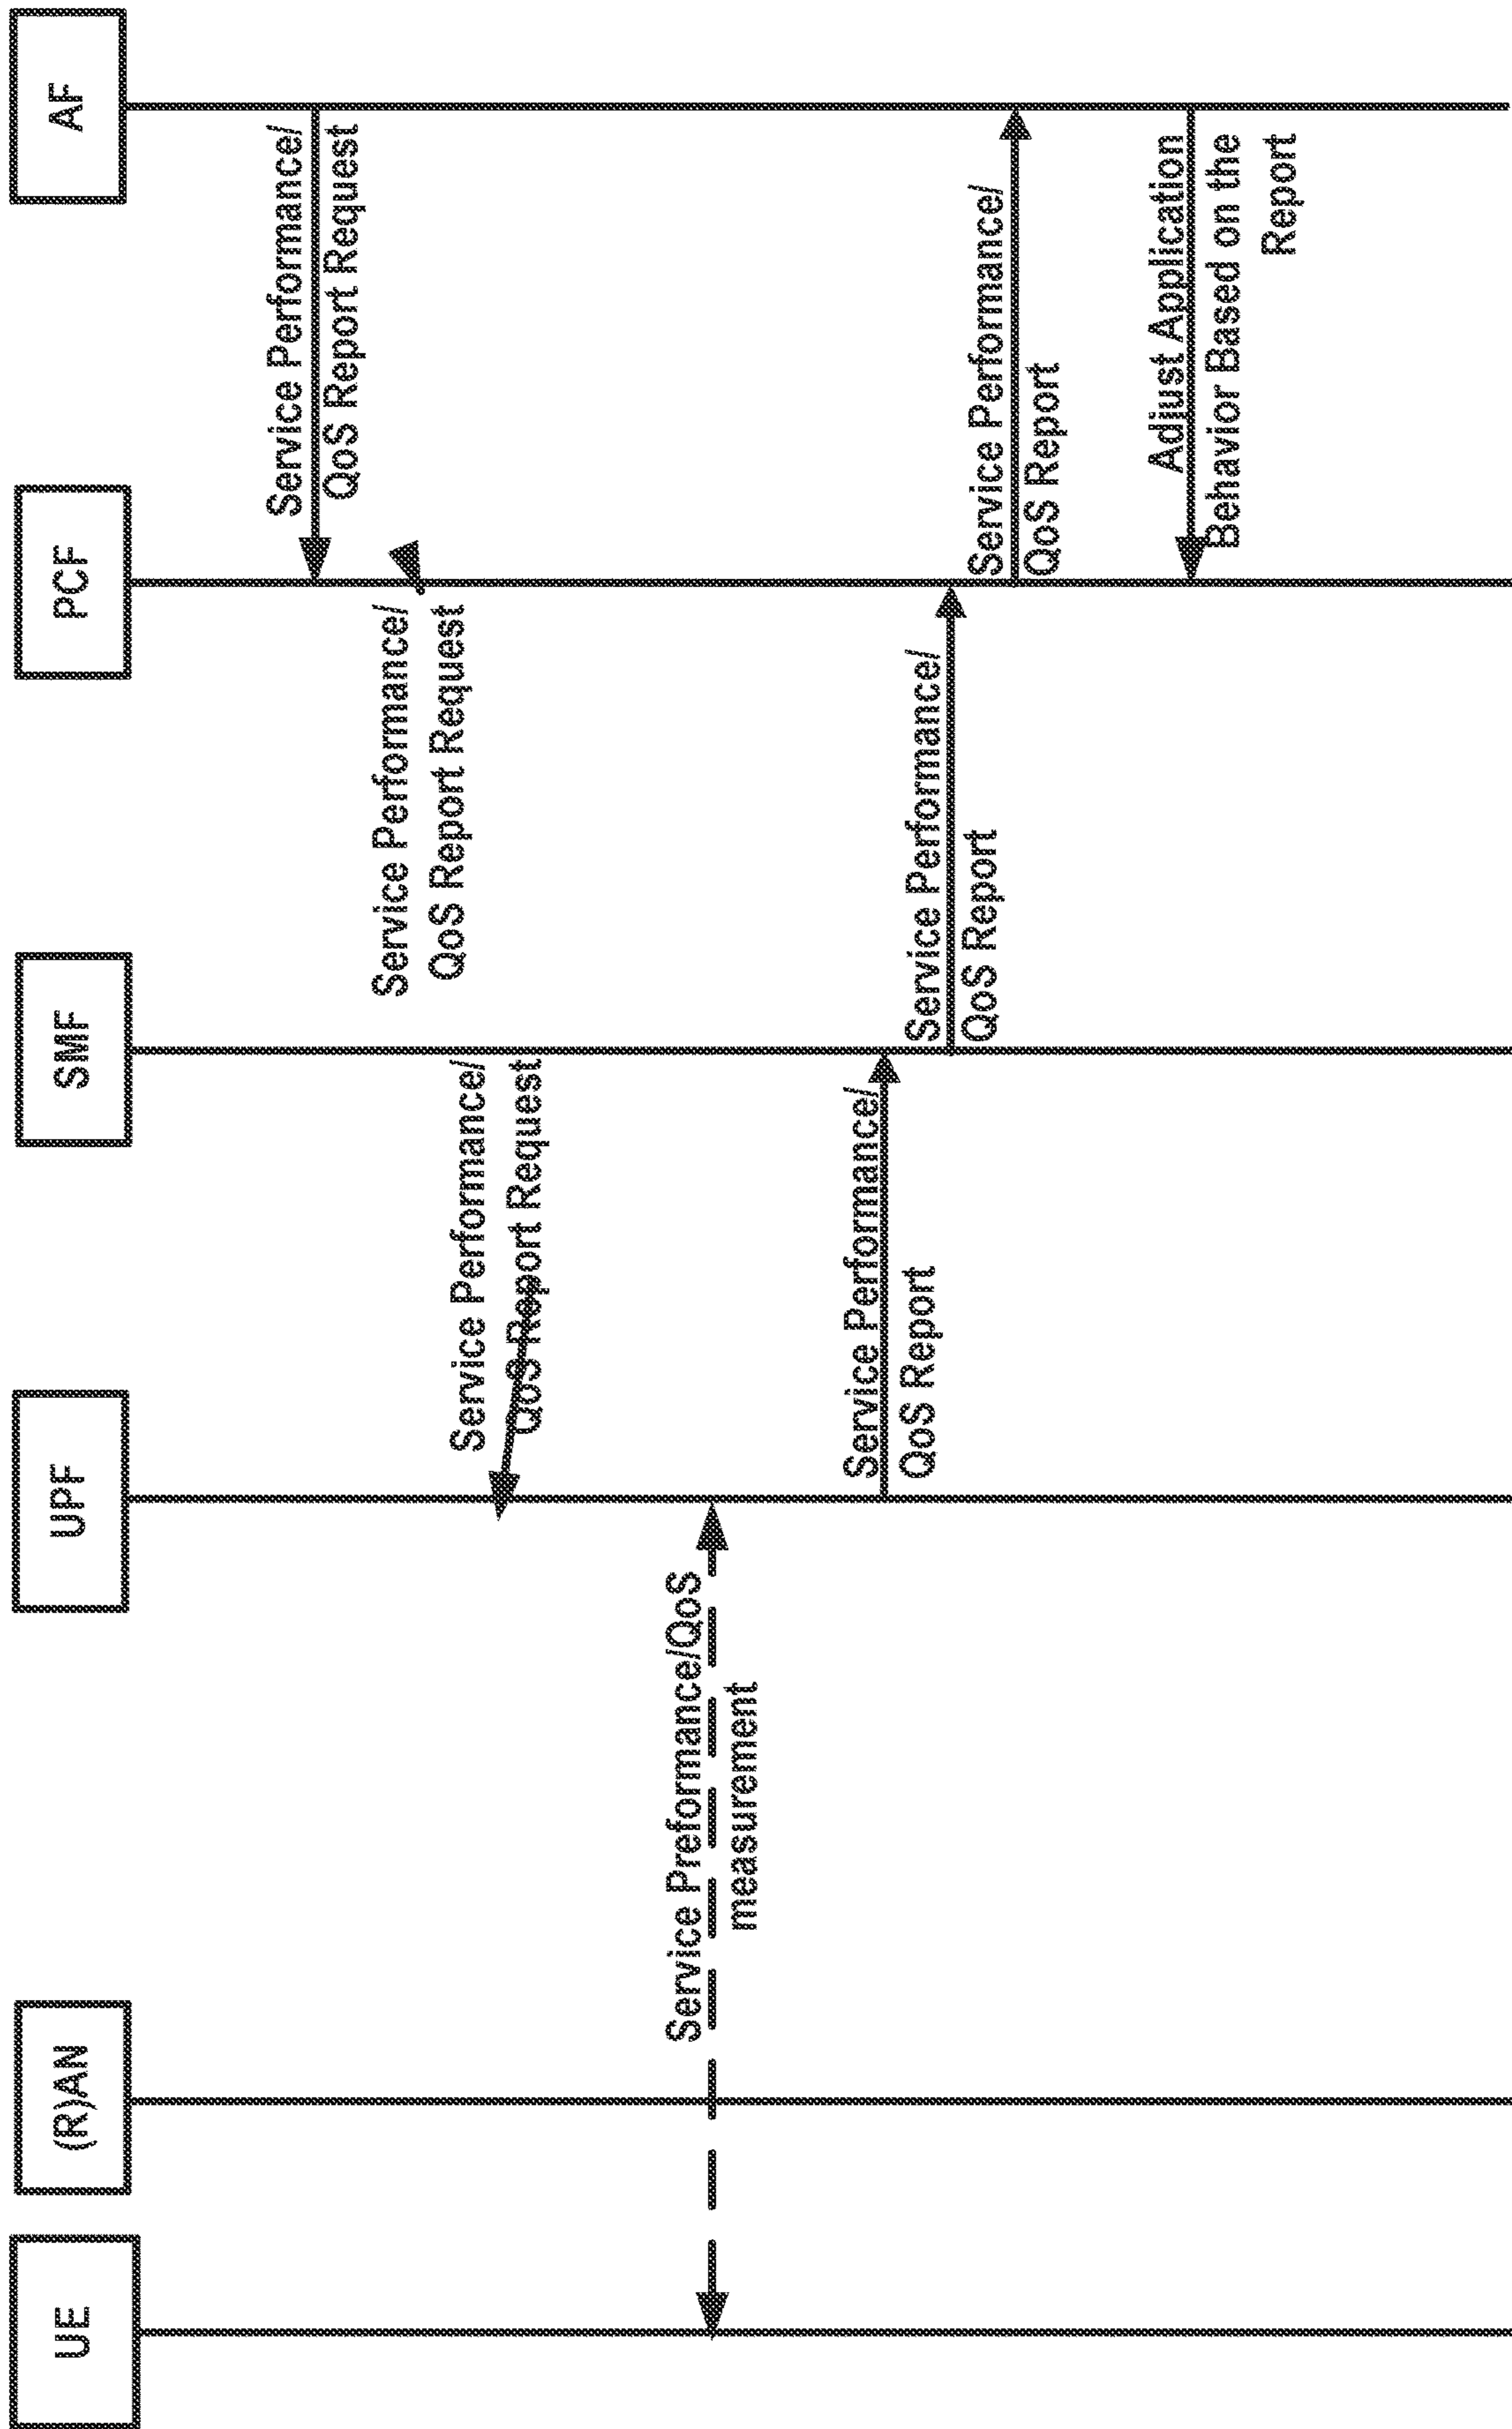 UE
(R)AN
UPF
SMF
PCF
AF
Service Performance/
QoS Report Request
Service Performance/
QoS Report Request
Service Performance/
QoS Report Request
Service Preformance/QoS
measurement
Service Performance/
QoS Report
Service Performance/
QoS Report
Service Performance/
QoS Report
Adjust Application
Behavior Based on the
Report